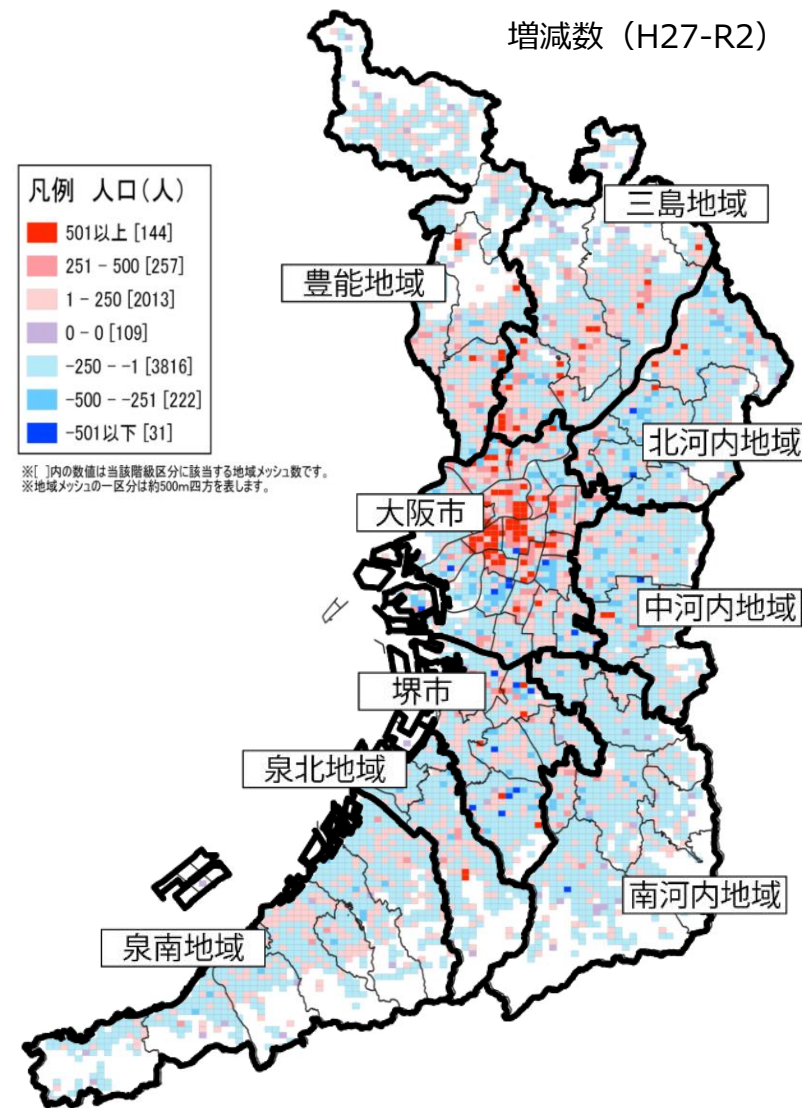 増減数（H27-R2）
凡例 人口(人)
501以上 [144]
251 - 500 [257]
1 - 250 [2013]
0 - 0 [109]
-250 - -1 [3816]
-500 - -251 [222]
-501以下 [31]
※[ ]内の数値は当該階級区分に該当する地域メッシュ数です。
※地域メッシュの一区分は約500m四方を表します。
三島地域
豊能地域
北河内地域
大阪市
中河内地域
堺市
泉北地域
南河内地域
泉南地域